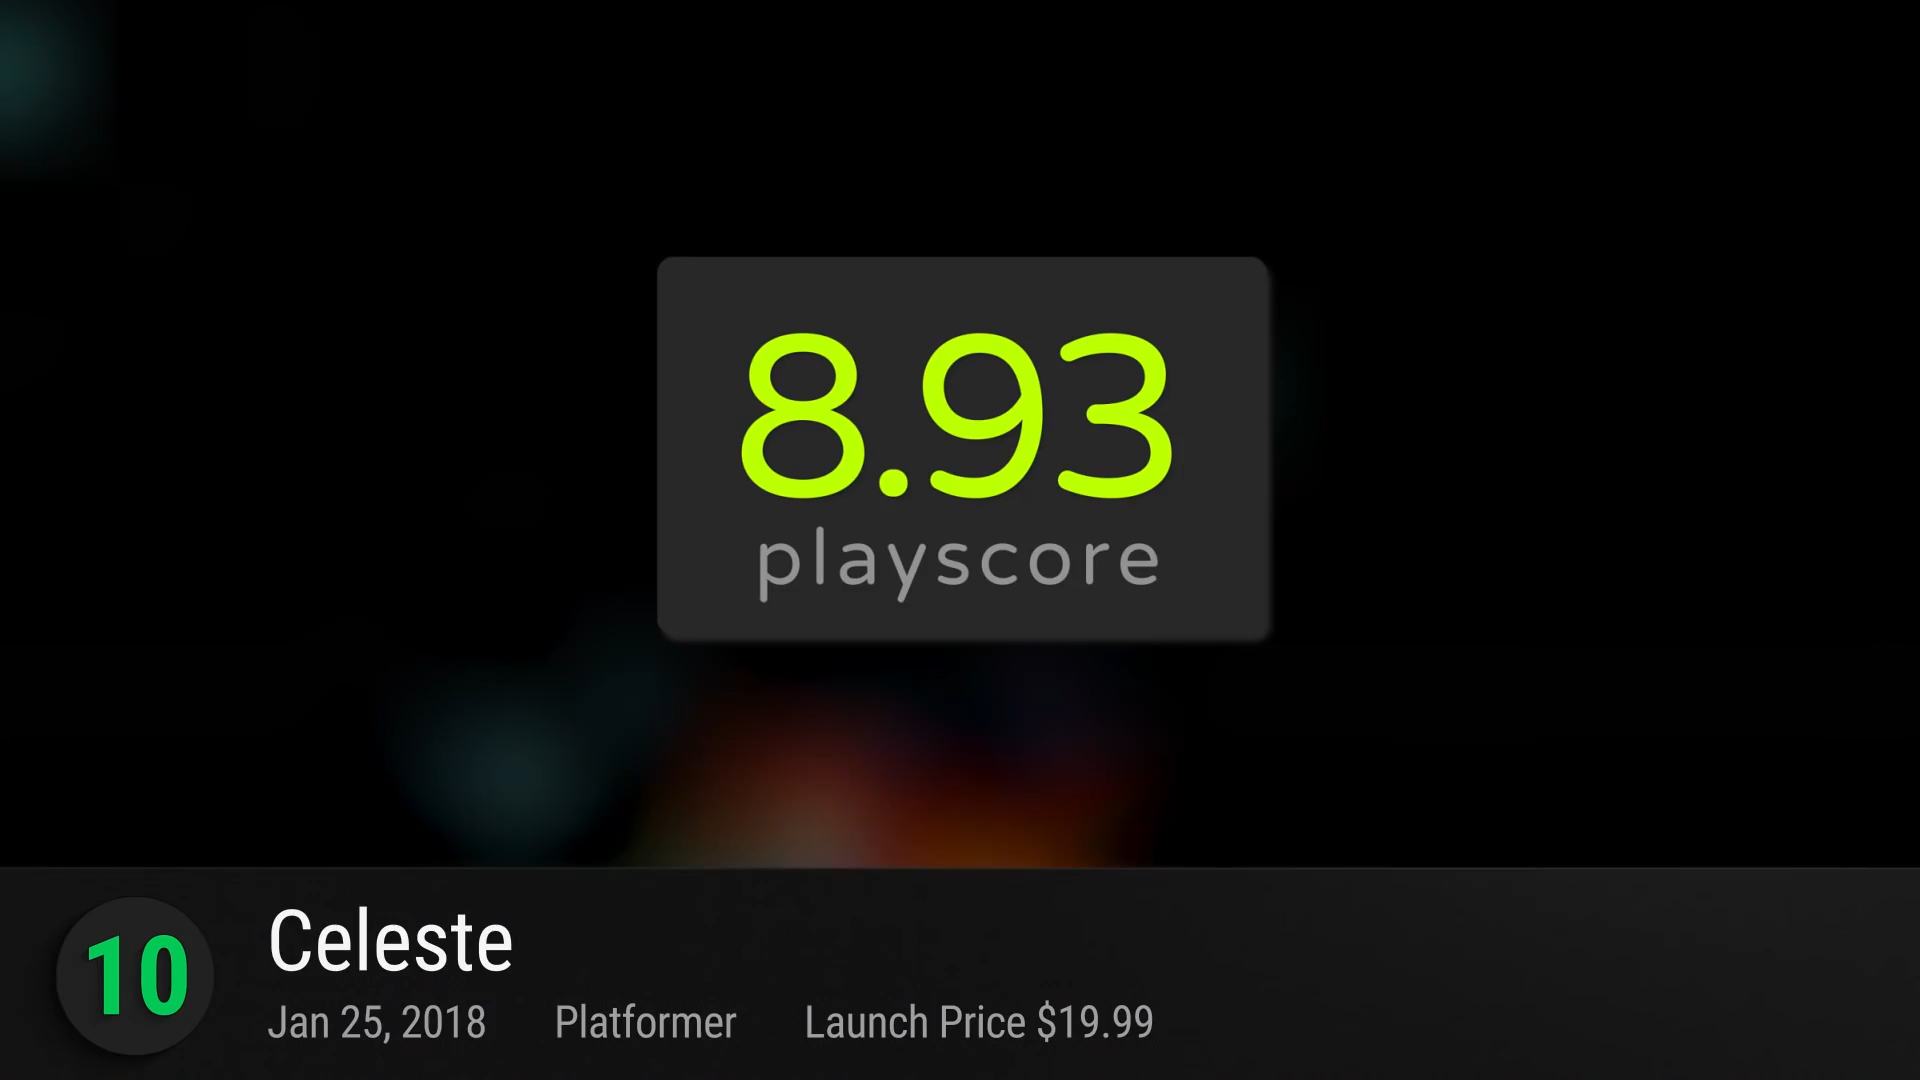 8.93
playscore
10
Celeste
Jan 25, 2018 Platformer Launch Price $19.99